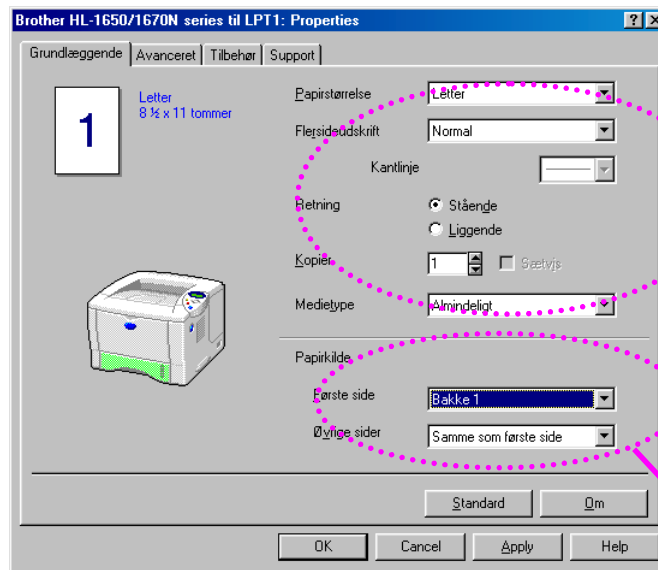 Brother HL-1650/1670N series til LPT1: Properties
Grundlæggende Avanceret Tilbehør Support
1
Letter
8 ½ x 11 tommer
Papirstørrelse Letter
Flersideudskrift Normal
Kantlinje
Retning Stående
Liggende
Kopier 1 Sætvis
Medietype Almindeligt
Papirkilde
Første side Bakke 1
Øvrige sider Samme som første side
Standard Om
OK Cancel Apply Help